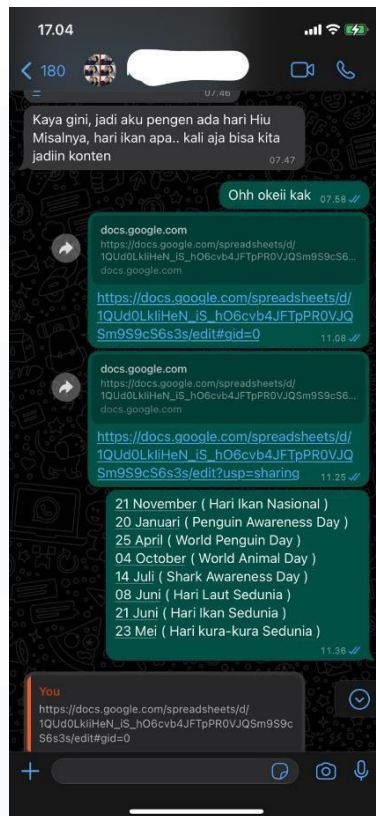 17.04
180
07.46
Kaya gini, jadi aku pengen ada hari Hiu
Misalnya, hari ikan apa.. kali aja bisa kita
jadiin konten
07.47
Ohh okeii kak 07.58
docs.google.com
https://docs.google.com/spreadsheets/d/
1QUd0LkliHeN_iS_hO6cvb4JFTpPR0VJQSm9S9cS6...
docs.google.com
https://docs.google.com/spreadsheets/d/
1QUd0LkliHeN_iS_hO6cvb4JFTpPR0VJQ
Sm9S9cS6s3s/edit#gid=0 11.08
docs.google.com
https://docs.google.com/spreadsheets/d/
1QUd0LkliHeN_iS_hO6cvb4JFTpPR0VJQSm9S9cS6...
docs.google.com
https://docs.google.com/spreadsheets/d/
1QUd0LkliHeN_iS_hO6cvb4JFTpPR0VJQ
Sm9S9cS6s3s/edit?usp=sharing 11.25
21 November ( Hari Ikan Nasional )
20 Januari ( Penguin Awareness Day )
25 April ( World Penguin Day )
04 October ( World Animal Day )
14 Juli ( Shark Awareness Day )
08 Juni ( Hari Laut Sedunia )
21 Juni ( Hari Ikan Sedunia )
23 Mei ( Hari kura-kura Sedunia )
11.36
You
https://docs.google.com/spreadsheets/d/
1QUd0LkliHeN_iS_hO6cvb4JFTpPR0VJQSm9S9c
S6s3s/edit#gid=0